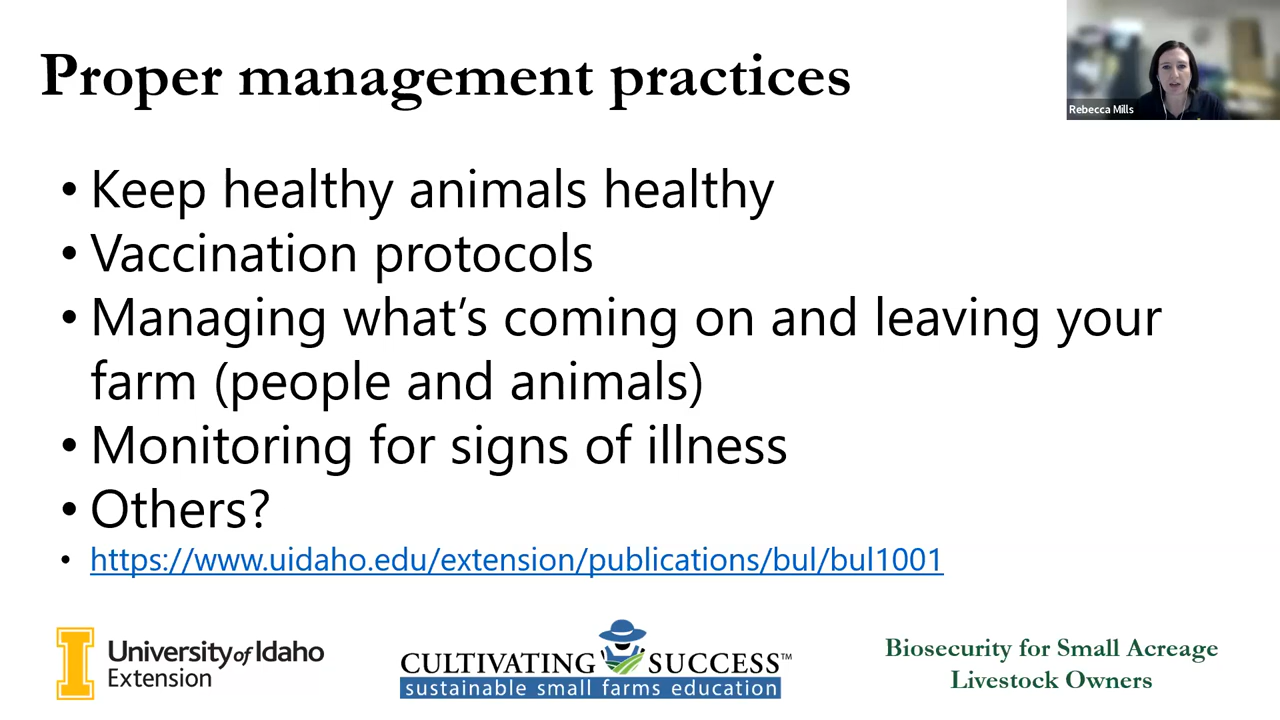 Proper management practices
Rebecca Mills
• Keep healthy animals healthy
• Vaccination protocols
• Managing what's coming on and leaving your
farm (people and animals)
• Monitoring for signs of illness
• Others?
• https://www.uidaho.edu/extension/publications/bul/bul1001
I
University of Idaho
Extension
CULTIVATING SUCCESS™
sustainable small farms education
Biosecurity for Small Acreage
Livestock Owners